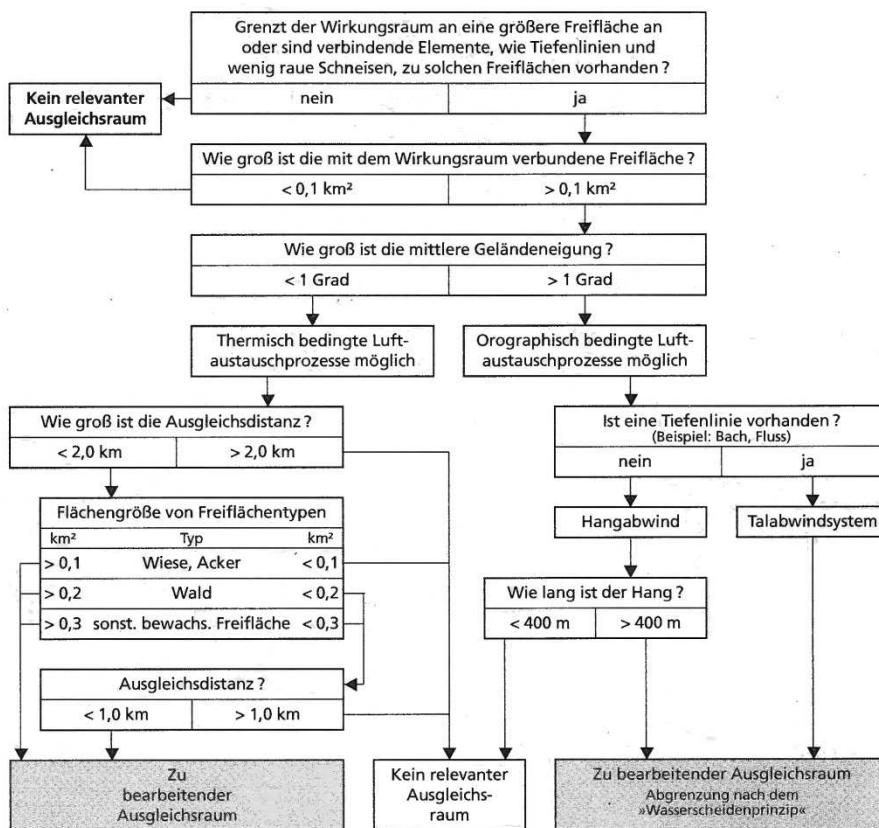 Grenzt der Wirkungsraum an eine größere Freifläche an
oder sind verbindende Elemente, wie Tiefenlinien und
wenig raue Schneisen, zu solchen Freiflächen vorhanden ?
nein ja
Kein relevanter
Ausgleichsraum
Wie groß ist die mit dem Wirkungsraum verbundene Freifläche ?
< 0,1 km² > 0,1 km²
Wie groß ist die mittlere Geländeneigung ?
< 1 Grad > 1 Grad
Thermisch bedingte Luft-
austauschprozesse möglich
Orographisch bedingte Luft-
austauschprozesse möglich
Wie groß ist die Ausgleichsdistanz ?
< 2,0 km > 2,0 km
Ist eine Tiefenlinie vorhanden ?
(Beispiel: Bach, Fluss)
nein ja
Flächengröße von Freiflächentypen
km² Typ km²
> 0,1 Wiese, Acker < 0,1
> 0,2 Wald < 0,2
> 0,3 sonst. bewachs. Freifläche < 0,3
Hangabwind
Talabwindsystem
Wie lang ist der Hang ?
< 400 m > 400 m
Ausgleichsdistanz ?
< 1,0 km > 1,0 km
Zu
bearbeitender
Ausgleichsraum
Kein relevanter
Ausgleichs-
raum
Zu bearbeitender Ausgleichsraum
Abgrenzung nach dem
»Wasserscheidenprinzip«